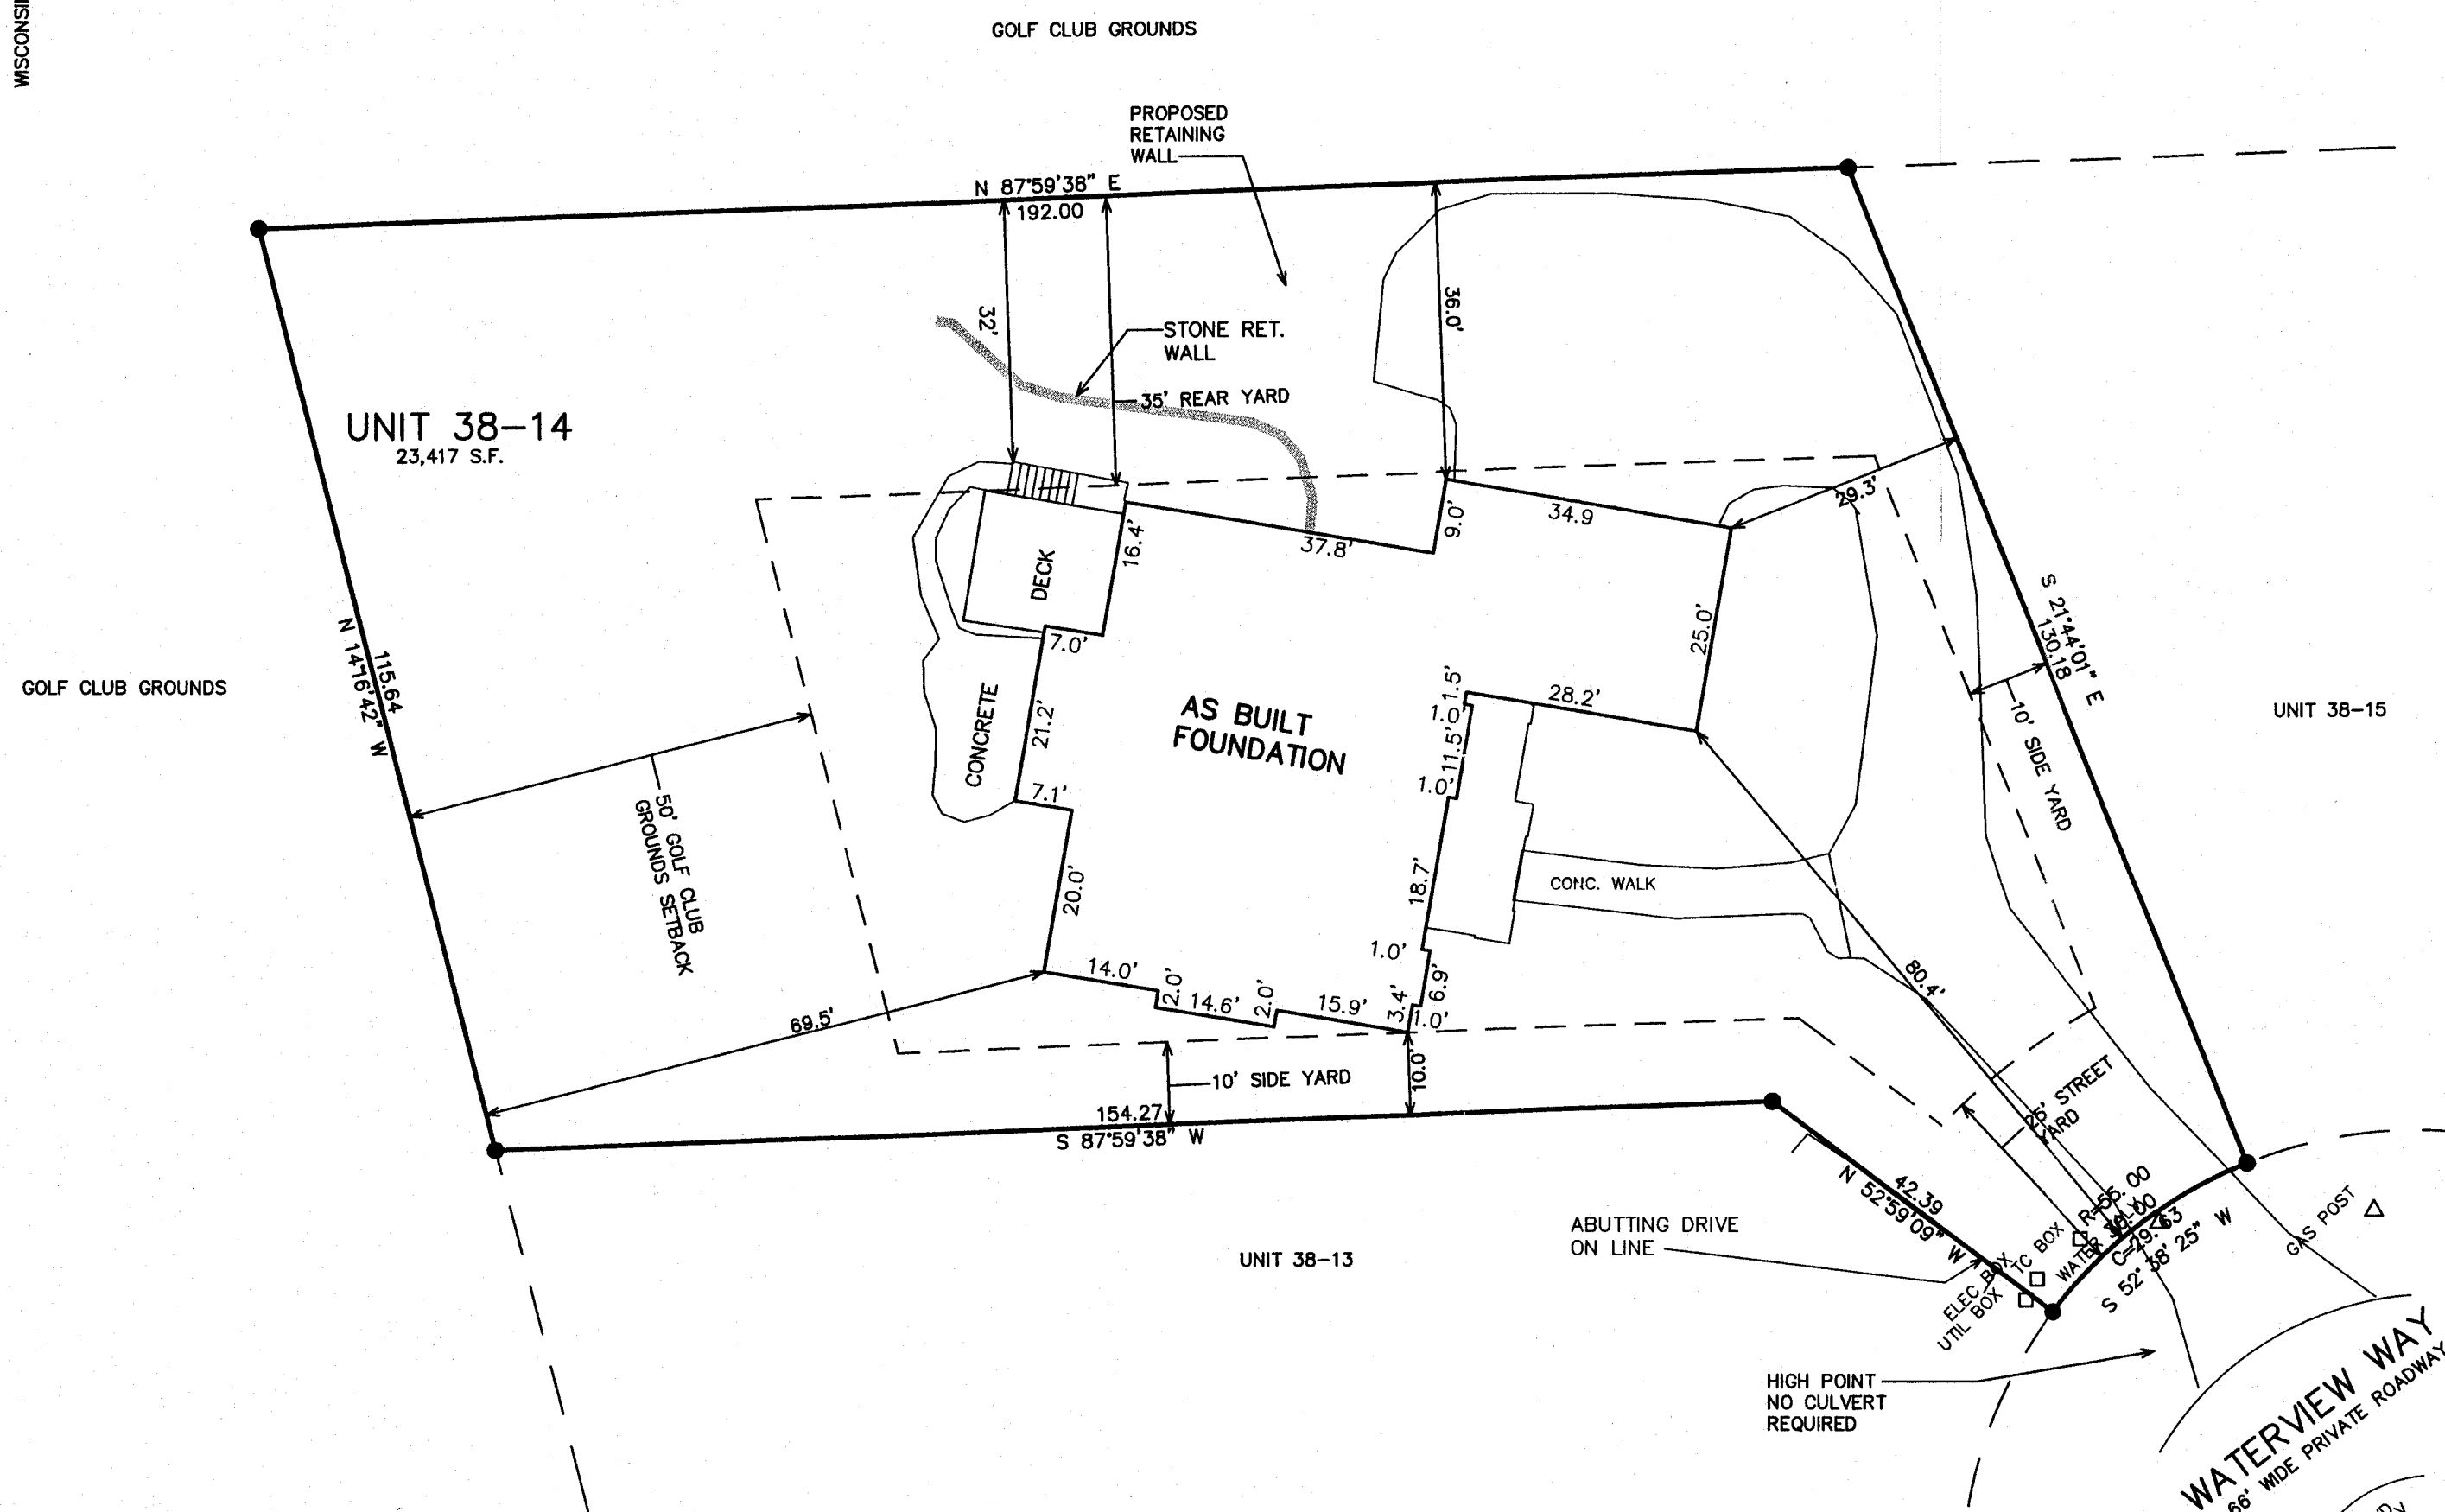 GOLF CLUB GROUNDS
PROPOSED
RETAINING
WALL
N 87°59'38" E
192.00
32'
36.0'
STONE RET.
WALL
35' REAR YARD
UNIT 38-14
23,417 S.F.
29.3'
34.9
9.0'
37.8'
16.4'
DECK
7.0'
25.0'
S 21°44'01" E
130.18
N 14°16'42" W
115.64
GOLF CLUB GROUNDS
CONCRETE
21.2'
AS BUILT
FOUNDATION
1.5'
1.0'
28.2'
11.5'
1.0'
UNIT 38-15
10' SIDE YARD
7.1'
50' GOLF CLUB
GROUNDS SETBACK
20.0'
18.7'
CONC. WALK
1.0'
6.9'
14.0'
2.0'
14.6'
2.0'
15.9'
3.4'
1.0'
80.4'
69.5'
10' SIDE YARD
10.0'
154.27
S 87°59'38" W
25' STREET
YARD
42.39
N 52°59'09" W
R=55.00
30.00
C=29.63
S 52° 38' 25" W
WATER
TC BOX
ELEC BOX
UTIL BOX
GAS POST
ABUTTING DRIVE
ON LINE
UNIT 38-13
HIGH POINT
NO CULVERT
REQUIRED
WATERVIEW WAY
66' WIDE PRIVATE ROADWAY